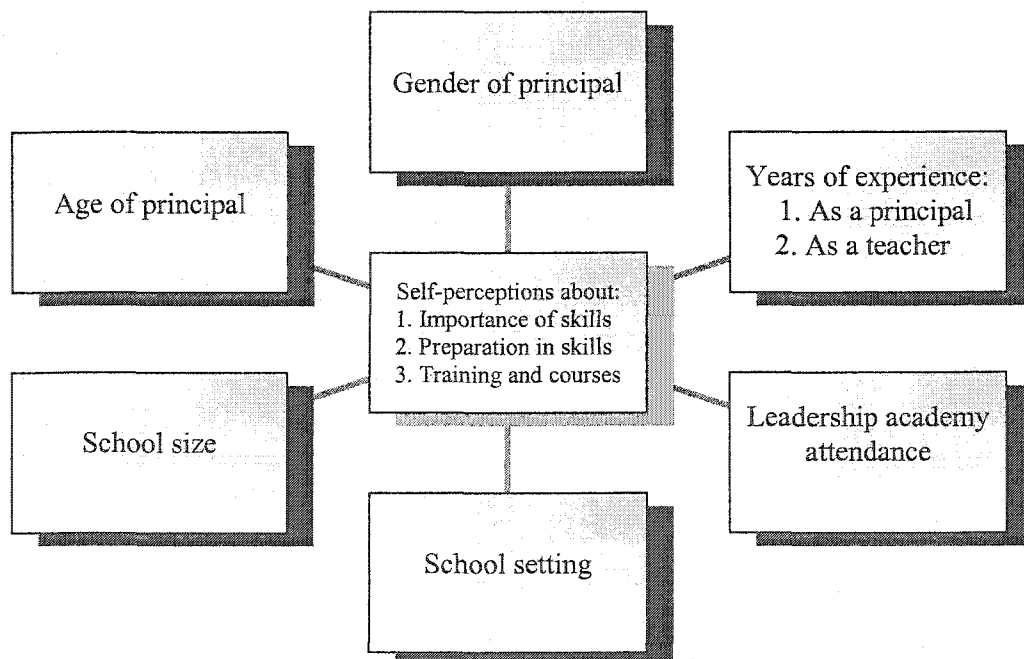 Gender of principal
Age of principal
Years of experience:
1. As a principal
2. As a teacher
Self-perceptions about:
1. Importance of skills
2. Preparation in skills
3. Training and courses
School size
Leadership academy
attendance
School setting